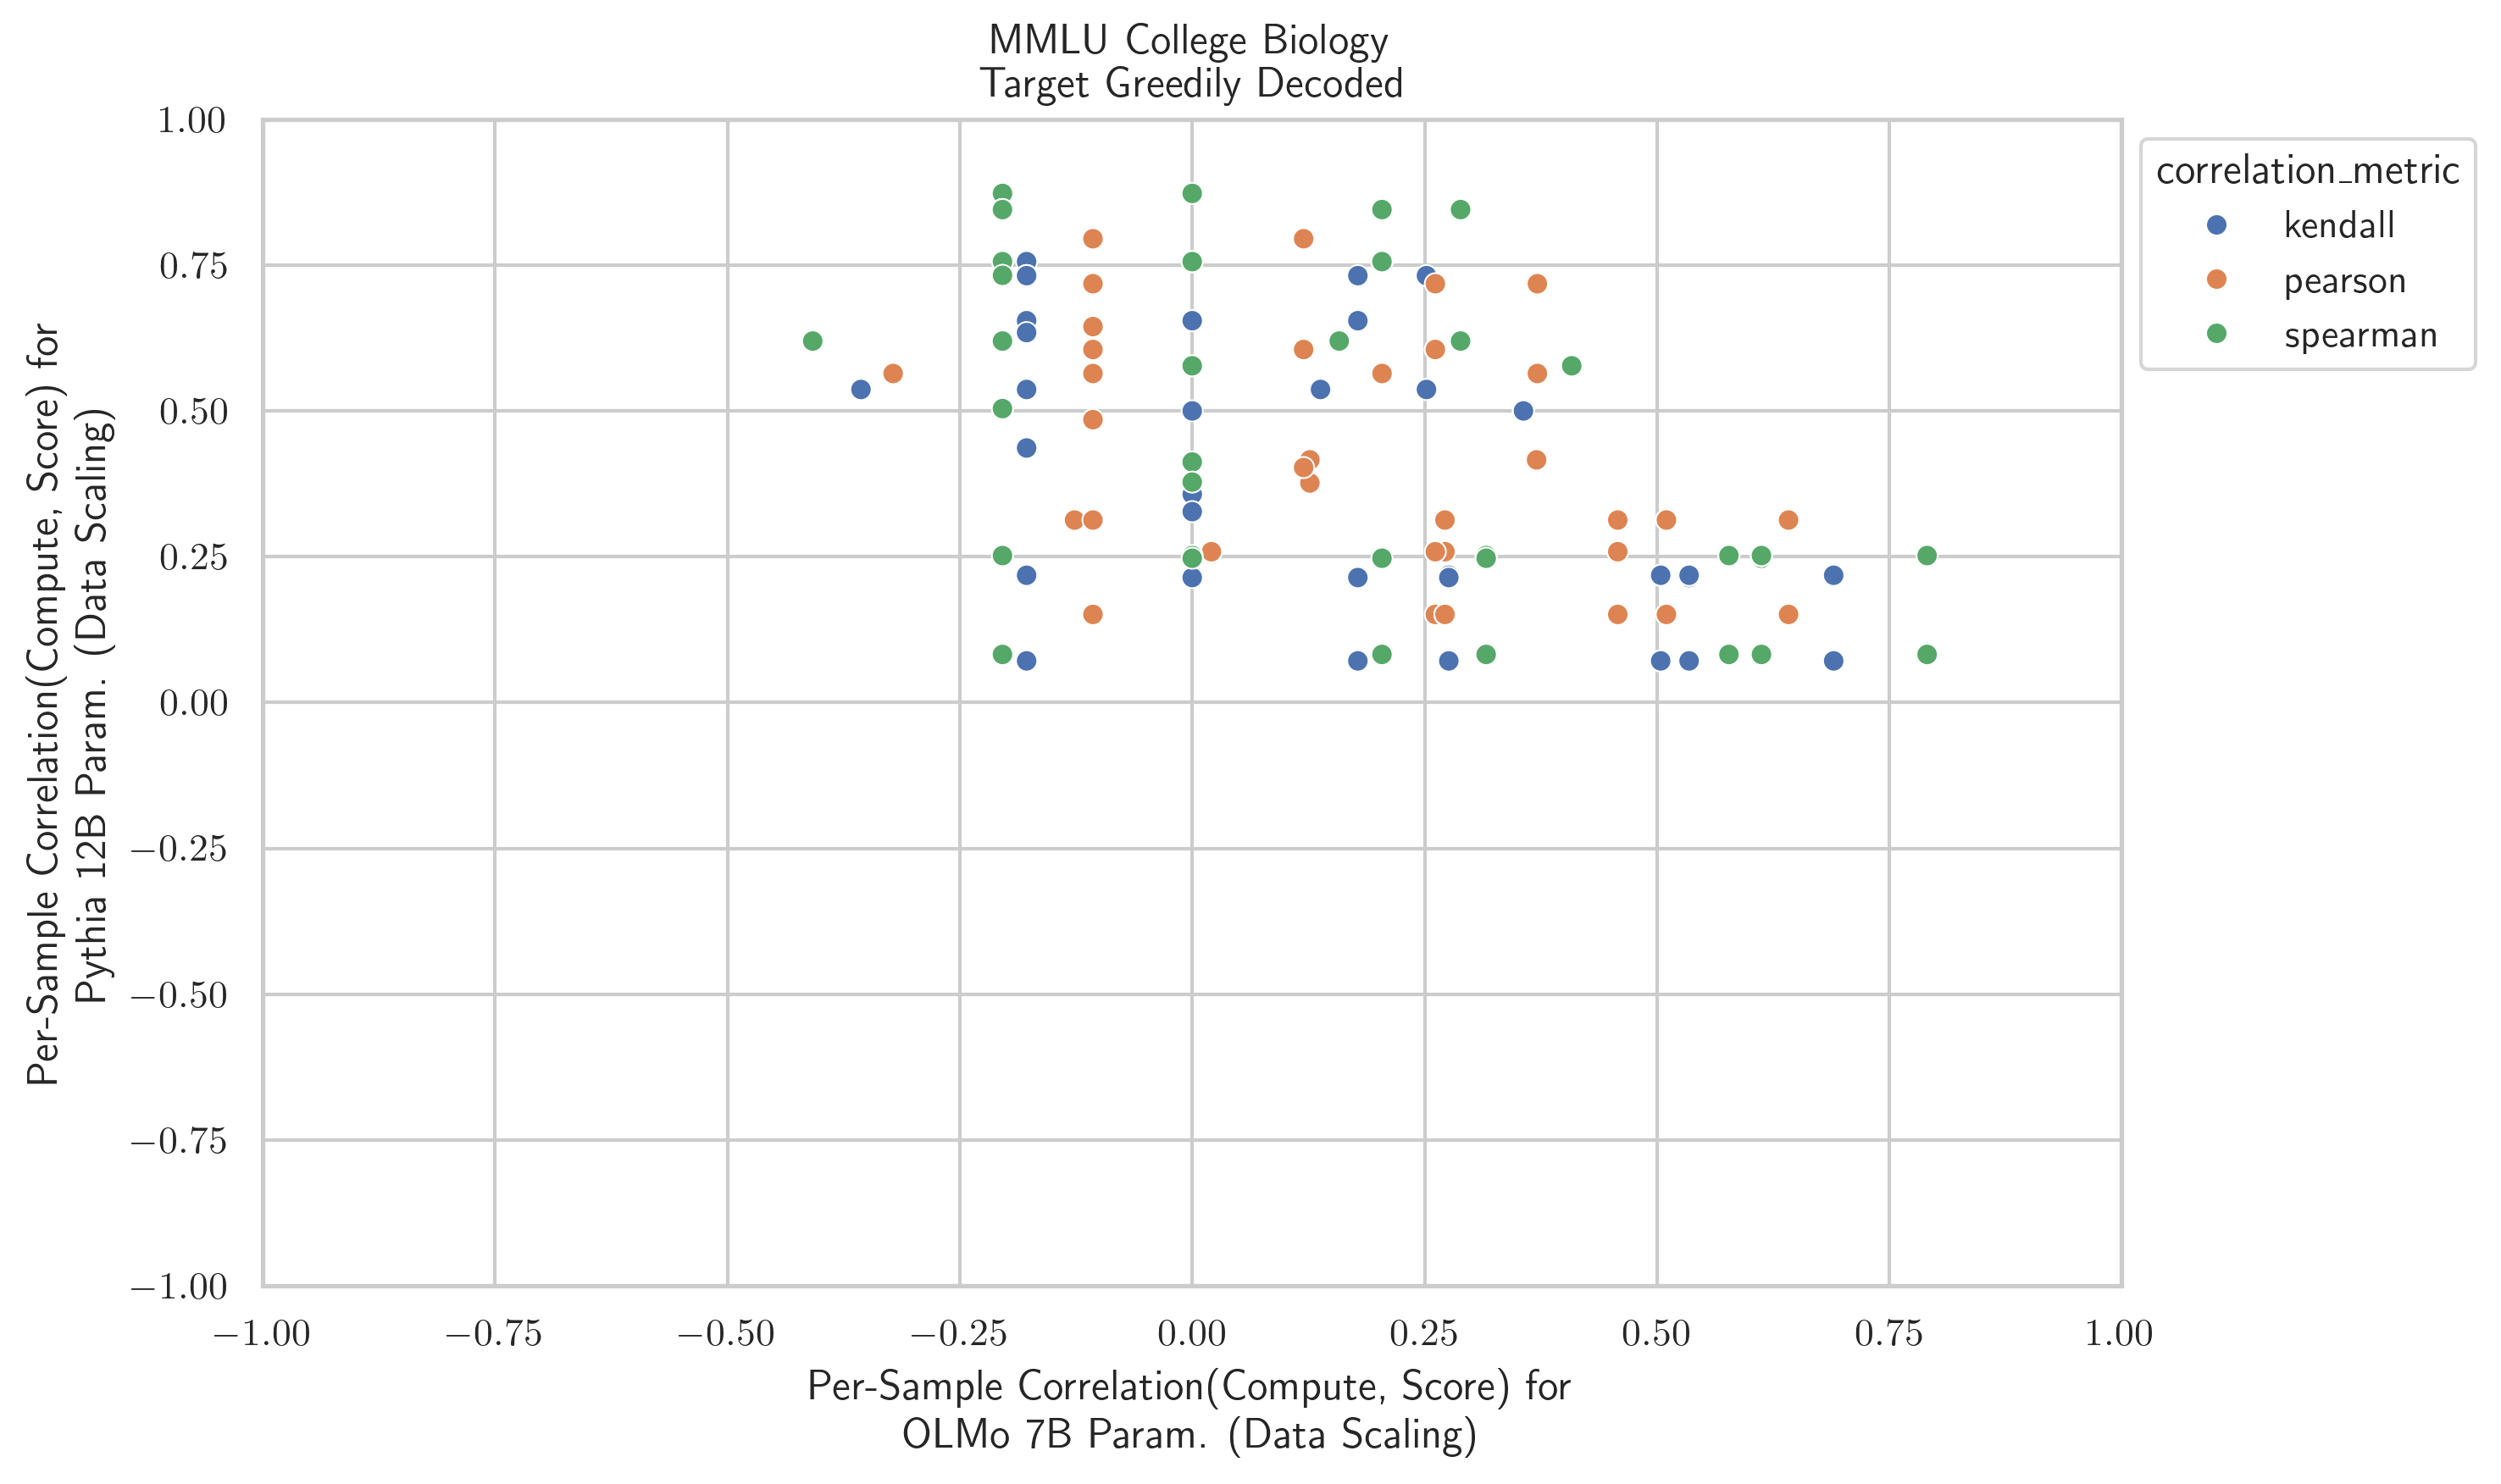 MMLU College Biology
Target Greedily Decoded
1.00
0.75
0.50
0.25
0.00
−0.25
−0.50
−0.75
−1.00
Per-Sample Correlation(Compute, Score) for
Pythia 12B Param. (Data Scaling)
correlation_metric
kendall
pearson
spearman
−1.00
−0.75
−0.50
−0.25
0.00
0.25
0.50
0.75
1.00
Per-Sample Correlation(Compute, Score) for
OLMo 7B Param. (Data Scaling)